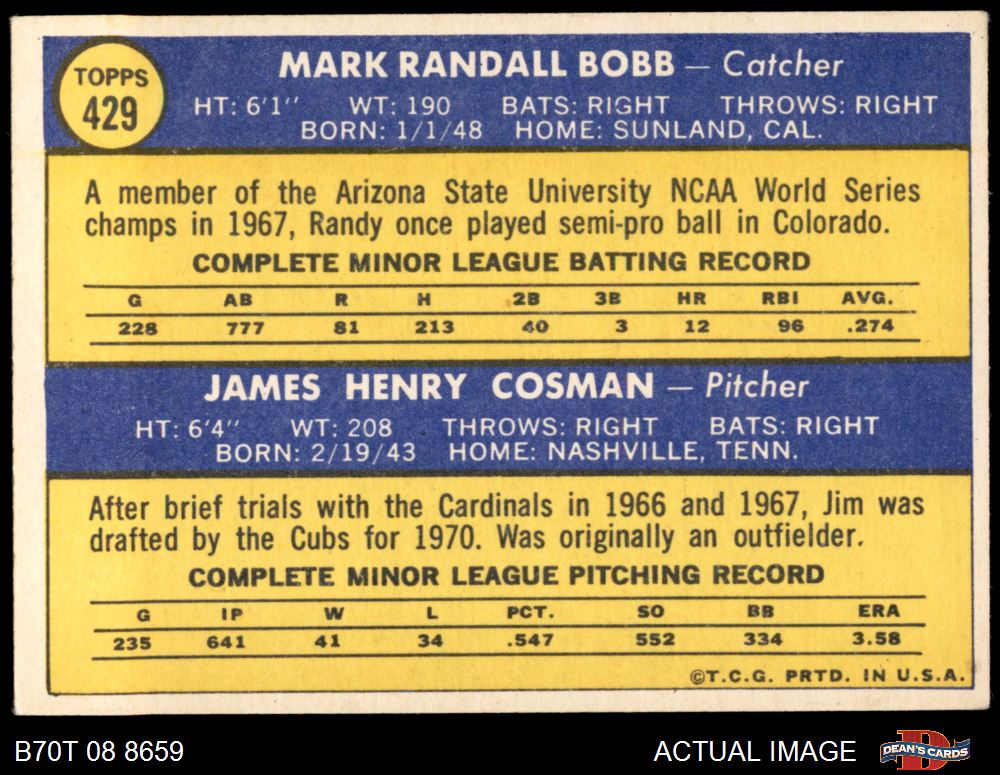 TOPPS
429
MARK RANDALL BOBB — Catcher
HT: 6'1" WT: 190 BATS: RIGHT THROWS: RIGHT
BORN: 1/1/48 HOME: SUNLAND, CAL.
A member of the Arizona State University NCAA World Series
champs in 1967, Randy once played semi-pro ball in Colorado.
COMPLETE MINOR LEAGUE BATTING RECORD
G AB R H 2B 3B HR RBI AVG.
228 777 81 213 40 3 12 96 .274
JAMES HENRY COSMAN — Pitcher
HT: 6'4" WT: 208 THROWS: RIGHT BATS: RIGHT
BORN: 2/19/43 HOME: NASHVILLE, TENN.
After brief trials with the Cardinals in 1966 and 1967, Jim was
drafted by the Cubs for 1970. Was originally an outfielder.
COMPLETE MINOR LEAGUE PITCHING RECORD
G IP W L PCT. SO BB ERA
235 641 41 34 .547 552 334 3.58
©T.C.G. PRTD. IN U.S.A.
B70T 08 8659 ACTUAL IMAGE DEAN'S CARDS